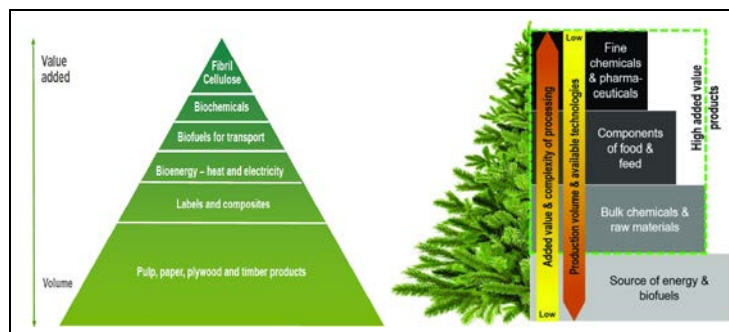 Value
added
Fibril
Cellulose
Biochemicals
Biofuels for transport
Bioenergy – heat and electricity
Labels and composites
Pulp, paper, plywood and timber products
Volume
Added value & complexity of processing
Low
Low
Production volume & available technologies
Fine
chemicals
& pharma-
ceuticals
Components
of food &
feed
Bulk chemicals &
raw materials
Source of energy &
biofuels
High added value
products